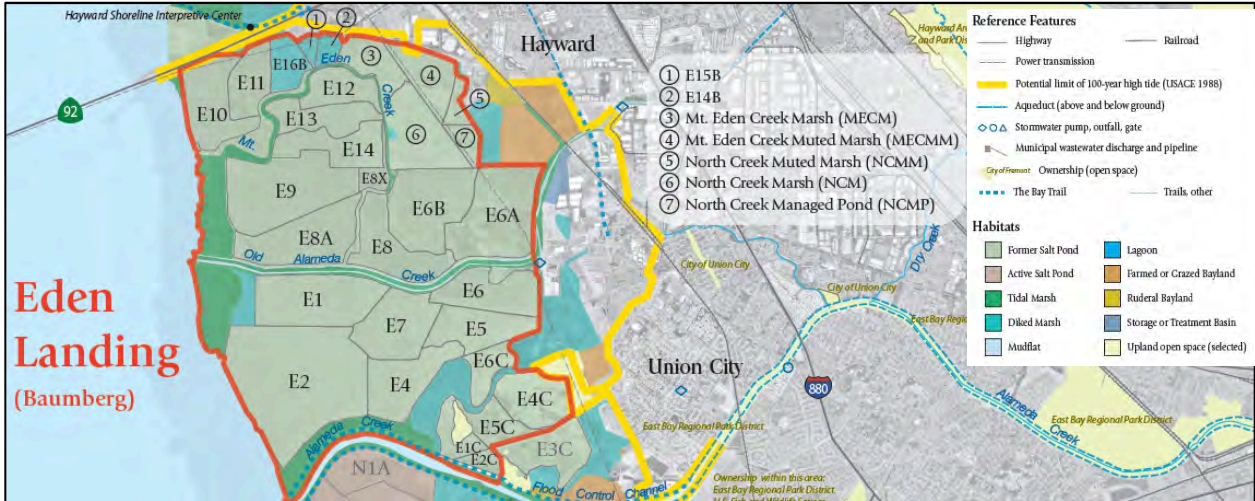 Hayward Shoreline Interpretive Center
1
2
92
Hayward
E16B
Eden
3
E11
E12
Creek
4
E10
E13
5
Mt.
6
7
E14
E8X
E9
E6B
E6A
E8A
E8
Old
Alameda
Creek
E1
E6
E7
E5
E6C
E2
E4
E4C
E5C
E1C
E2C
E3C
Alameda
Creek
N1A
Flood
Control
Channel
Eden
Landing
(Baumberg)
1 E15B
2 E14B
3 Mt. Eden Creek Marsh (MECM)
4 Mt. Eden Creek Muted Marsh (MECMM)
5 North Creek Muted Marsh (NCMM)
6 North Creek Marsh (NCM)
7 North Creek Managed Pond (NCMP)
Hayward Are
and Park Dist
City of Union City
City of Union City
Dry Creek
East Bay Regio
Union City
880
East Bay Regional Park District
Alameda
Creek
East Bay Regional Park District
Ownership within this area:
East Bay Regional Park District
Reference Features
Highway
Railroad
Power transmission
Potential limit of 100-year high tide (USACE 1988)
Aqueduct (above and below ground)
Stormwater pump, outfall, gate
Municipal wastewater discharge and pipeline
City of Fremont
Ownership (open space)
The Bay Trail
Trails, other
Habitats
Former Salt Pond
Lagoon
Active Salt Pond
Farmed or Grazed Bayland
Tidal Marsh
Ruderal Bayland
Diked Marsh
Storage or Treatment Basin
Mudflat
Upland open space (selected)